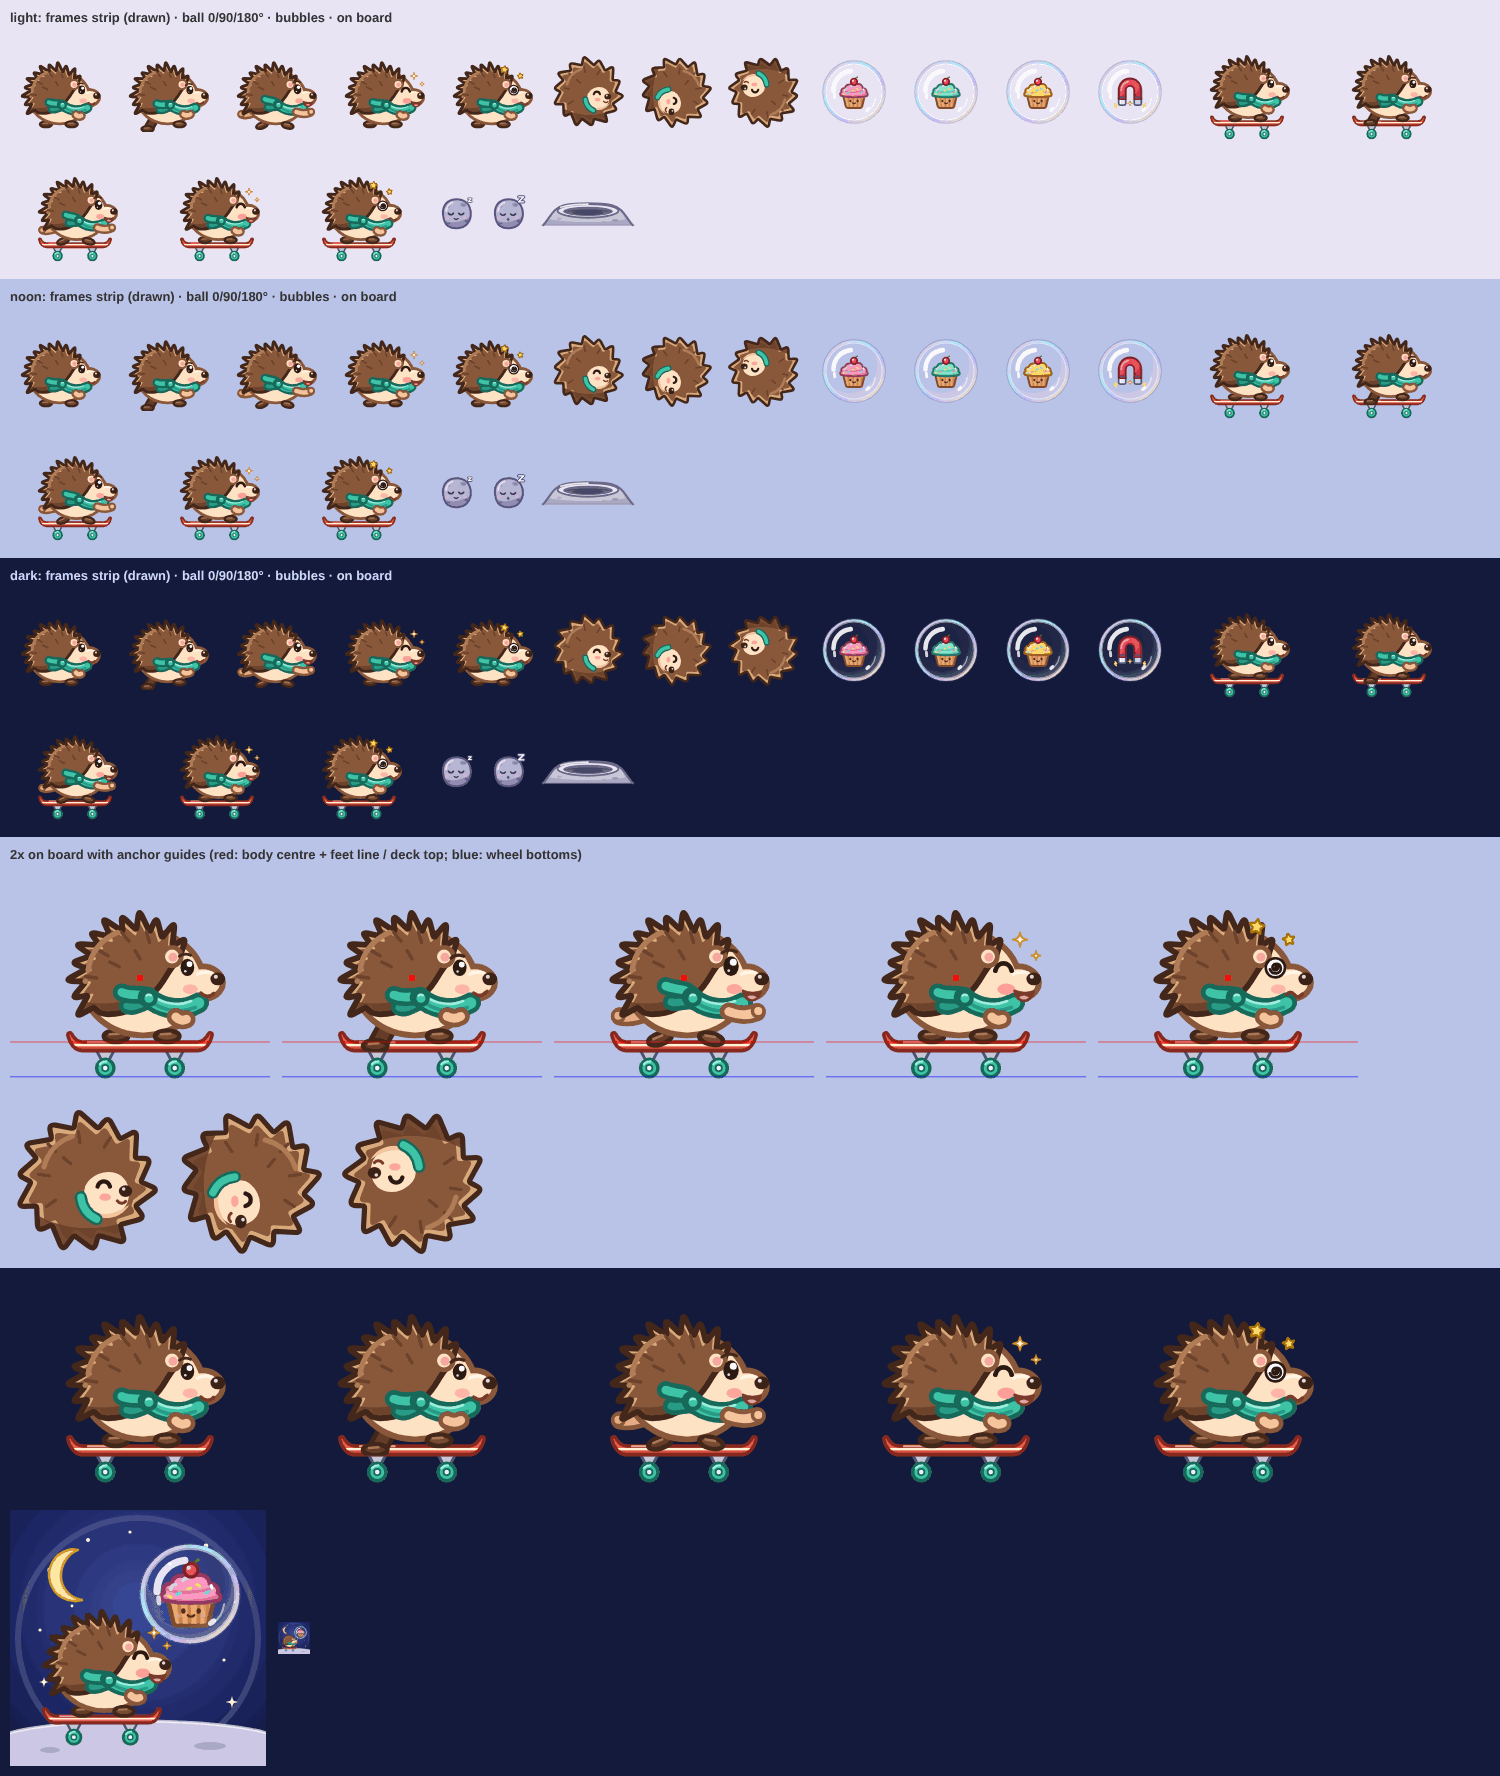 light: frames strip (drawn) · ball 0/90/180° · bubbles · on board
z
z
noon: frames strip (drawn) · ball 0/90/180° · bubbles · on board
z
z
dark: frames strip (drawn) · ball 0/90/180° · bubbles · on board
z
z
2x on board with anchor guides (red: body centre + feet line / deck top; blue: wheel bottoms)